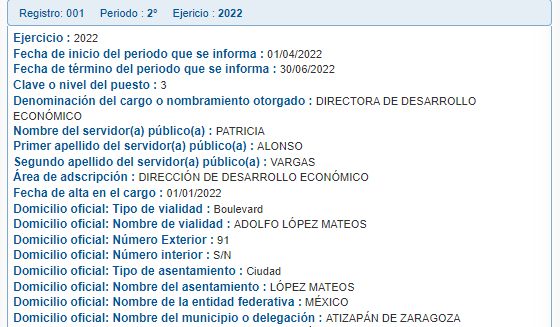 Registro: 001 Periodo : 2° Ejericio : 2022
Ejercicio : 2022
Fecha de inicio del periodo que se informa : 01/04/2022
Fecha de término del periodo que se informa : 30/06/2022
Clave o nivel del puesto : 3
Denominación del cargo o nombramiento otorgado : DIRECTORA DE DESARROLLO
ECONÓMICO
Nombre del servidor(a) público(a) : PATRICIA
Primer apellido del servidor(a) público(a) : ALONSO
Segundo apellido del servidor(a) público(a) : VARGAS
Área de adscripción : DIRECCIÓN DE DESARROLLO ECONÓMICO
Fecha de alta en el cargo : 01/01/2022
Domicilio oficial: Tipo de vialidad : Boulevard
Domicilio oficial: Nombre de vialidad : ADOLFO LÓPEZ MATEOS
Domicilio oficial: Número Exterior : 91
Domicilio oficial: Número interior : S/N
Domicilio oficial: Tipo de asentamiento : Ciudad
Domicilio oficial: Nombre del asentamiento : LÓPEZ MATEOS
Domicilio oficial: Nombre de la entidad federativa : MÉXICO
Domicilio oficial: Nombre del municipio o delegación : ATIZAPÁN DE ZARAGOZA